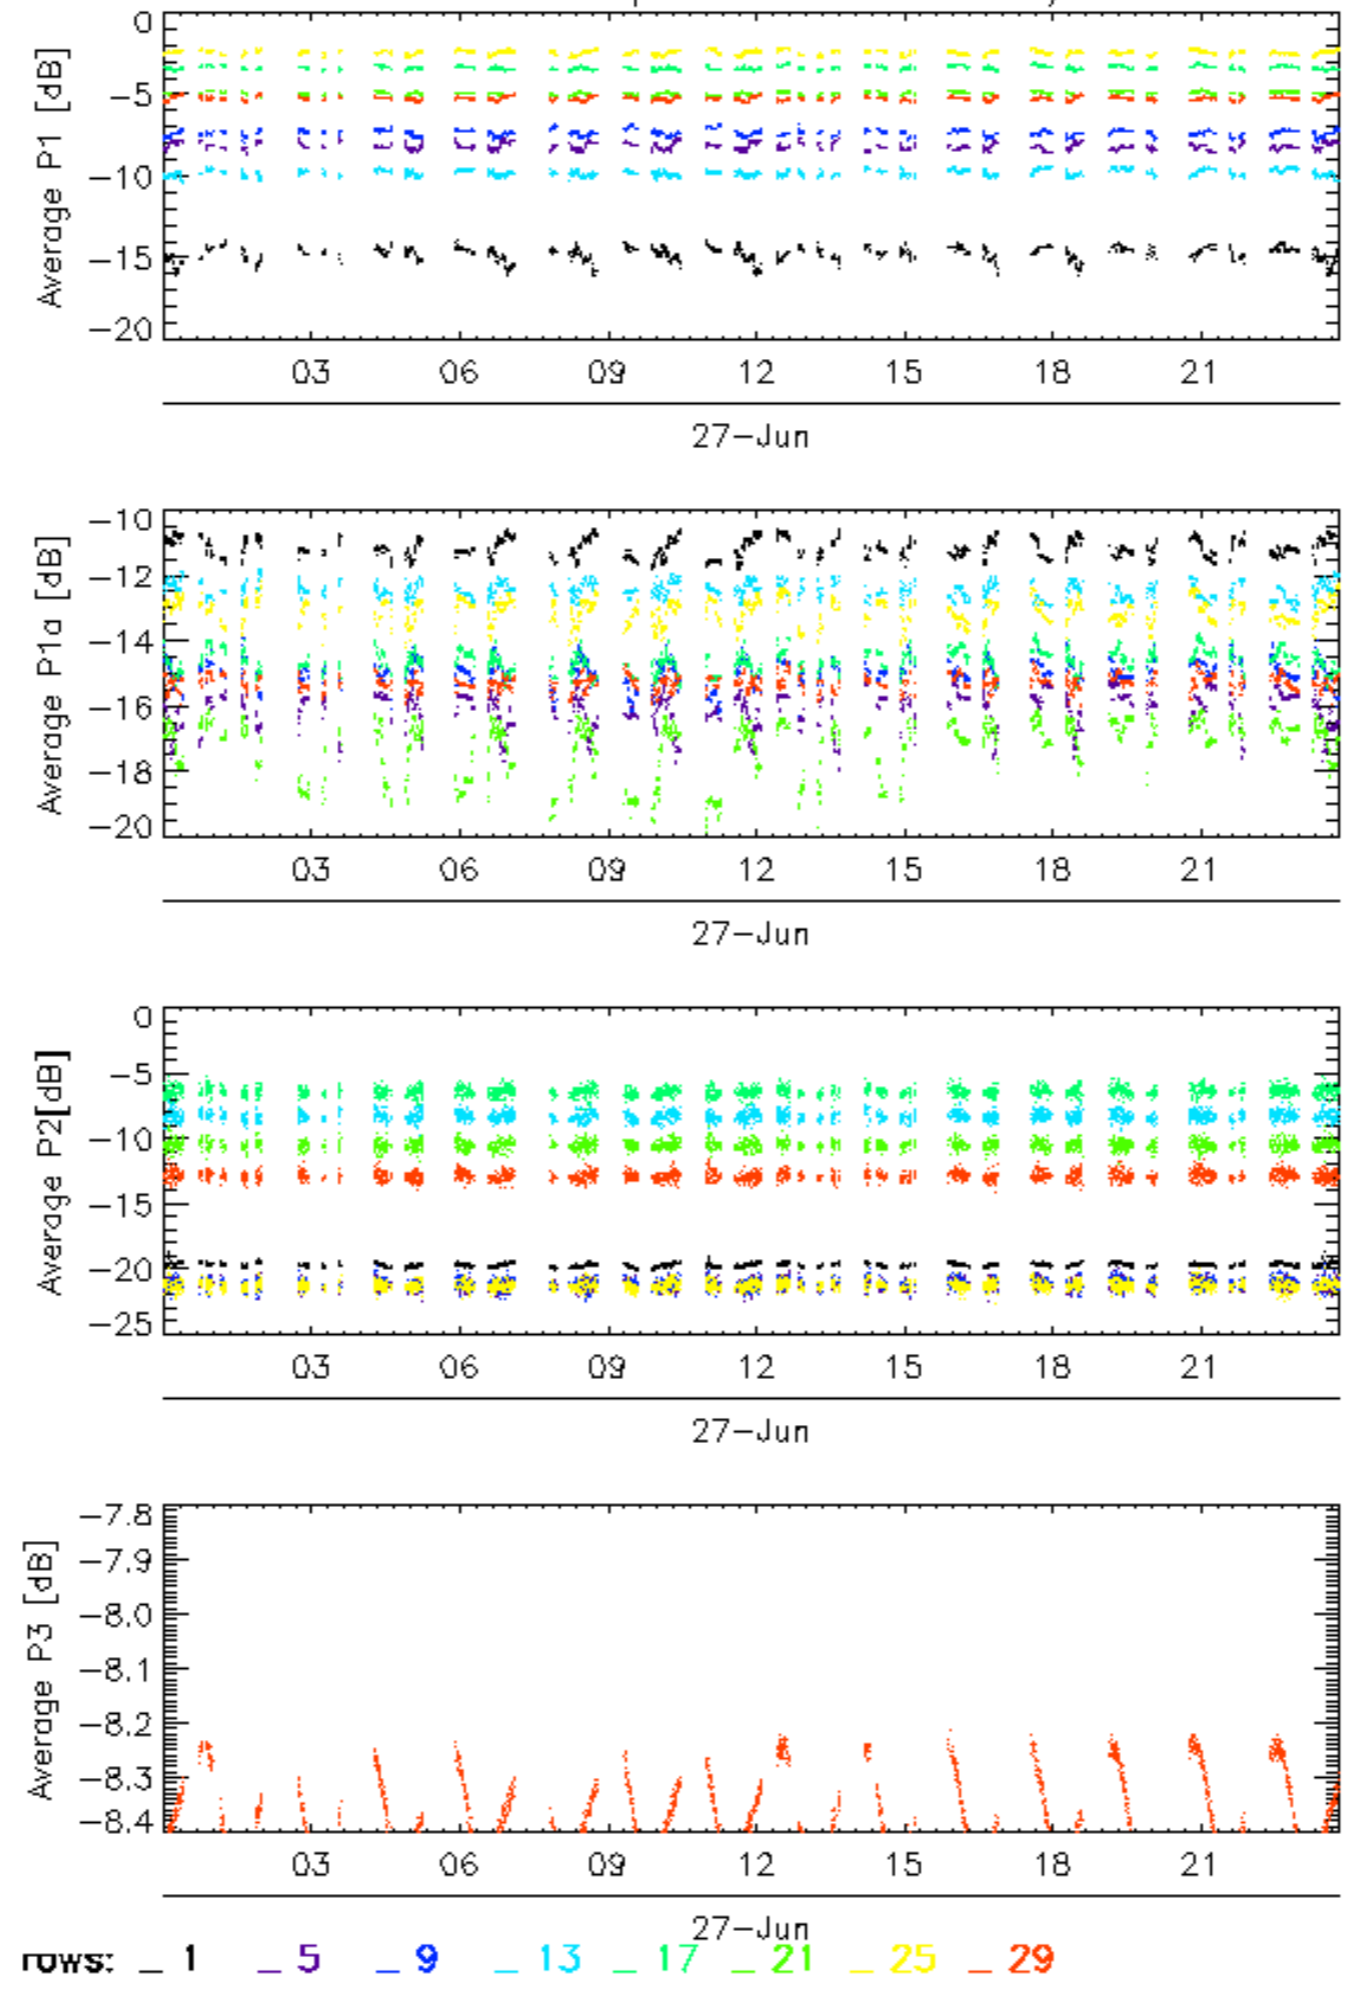 0
−5
−10
−15
−20
Average P1 [dB]
03 06 09 12 15 18 21
27−Jun
−10
−12
−14
−16
−18
−20
Average P1a [dB]
03 06 09 12 15 18 21
27−Jun
0
−5
−10
−15
−20
−25
Average P2[dB]
03 06 09 12 15 18 21
27−Jun
−7.8
−7.9
−8.0
−8.1
−8.2
−8.3
−8.4
Average P3 [dB]
03 06 09 12 15 18 21
27−Jun
rows: _ 1 _ 5 _ 9 _ 13 _ 17 _ 21 _ 25 _ 29